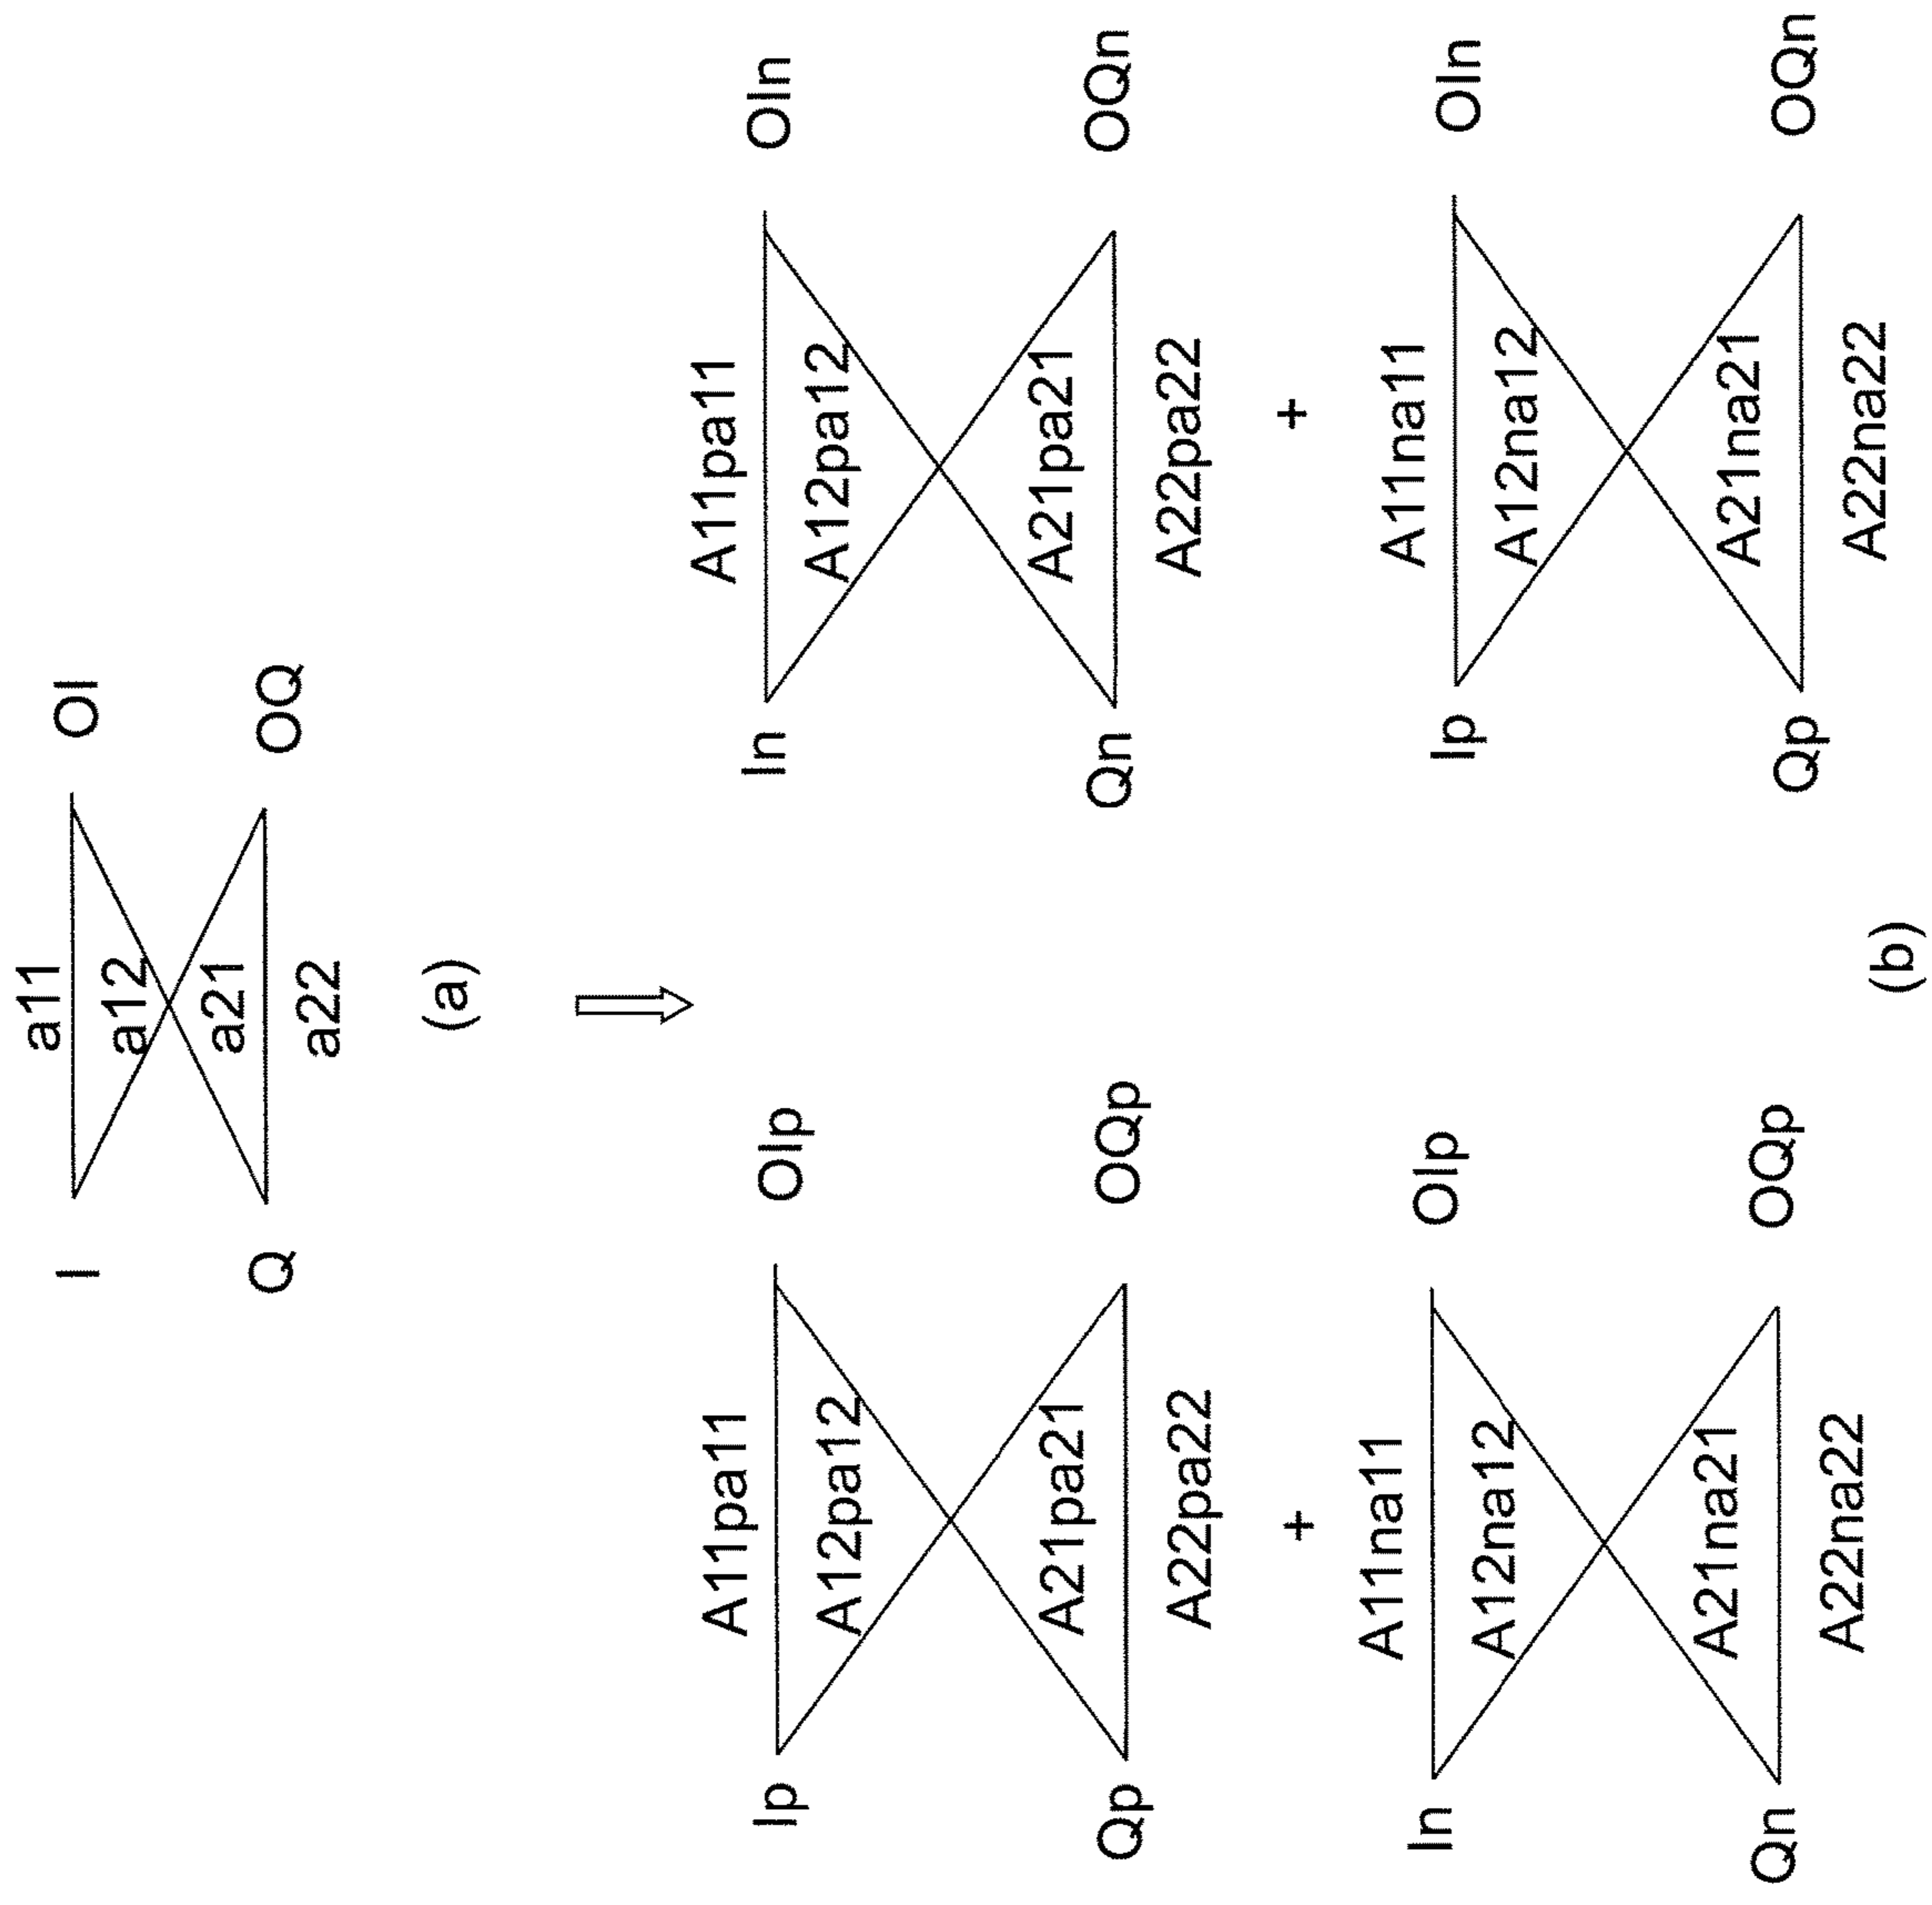 a11
I OI
a12
a21
Q OQ
a22
(a)
A11pa11
Ip OIp
A12pa12
A21pa21
Qp OQp
A22pa22
+
A11na11
In OIp
A12na12
A21na21
Qn OQp
A22na22
A11pa11
In OIn
A12pa12
A21pa21
Qn OQn
A22pa22
+
A11na11
Ip OIn
A12na12
A21na21
Qp OQn
A22na22
(b)